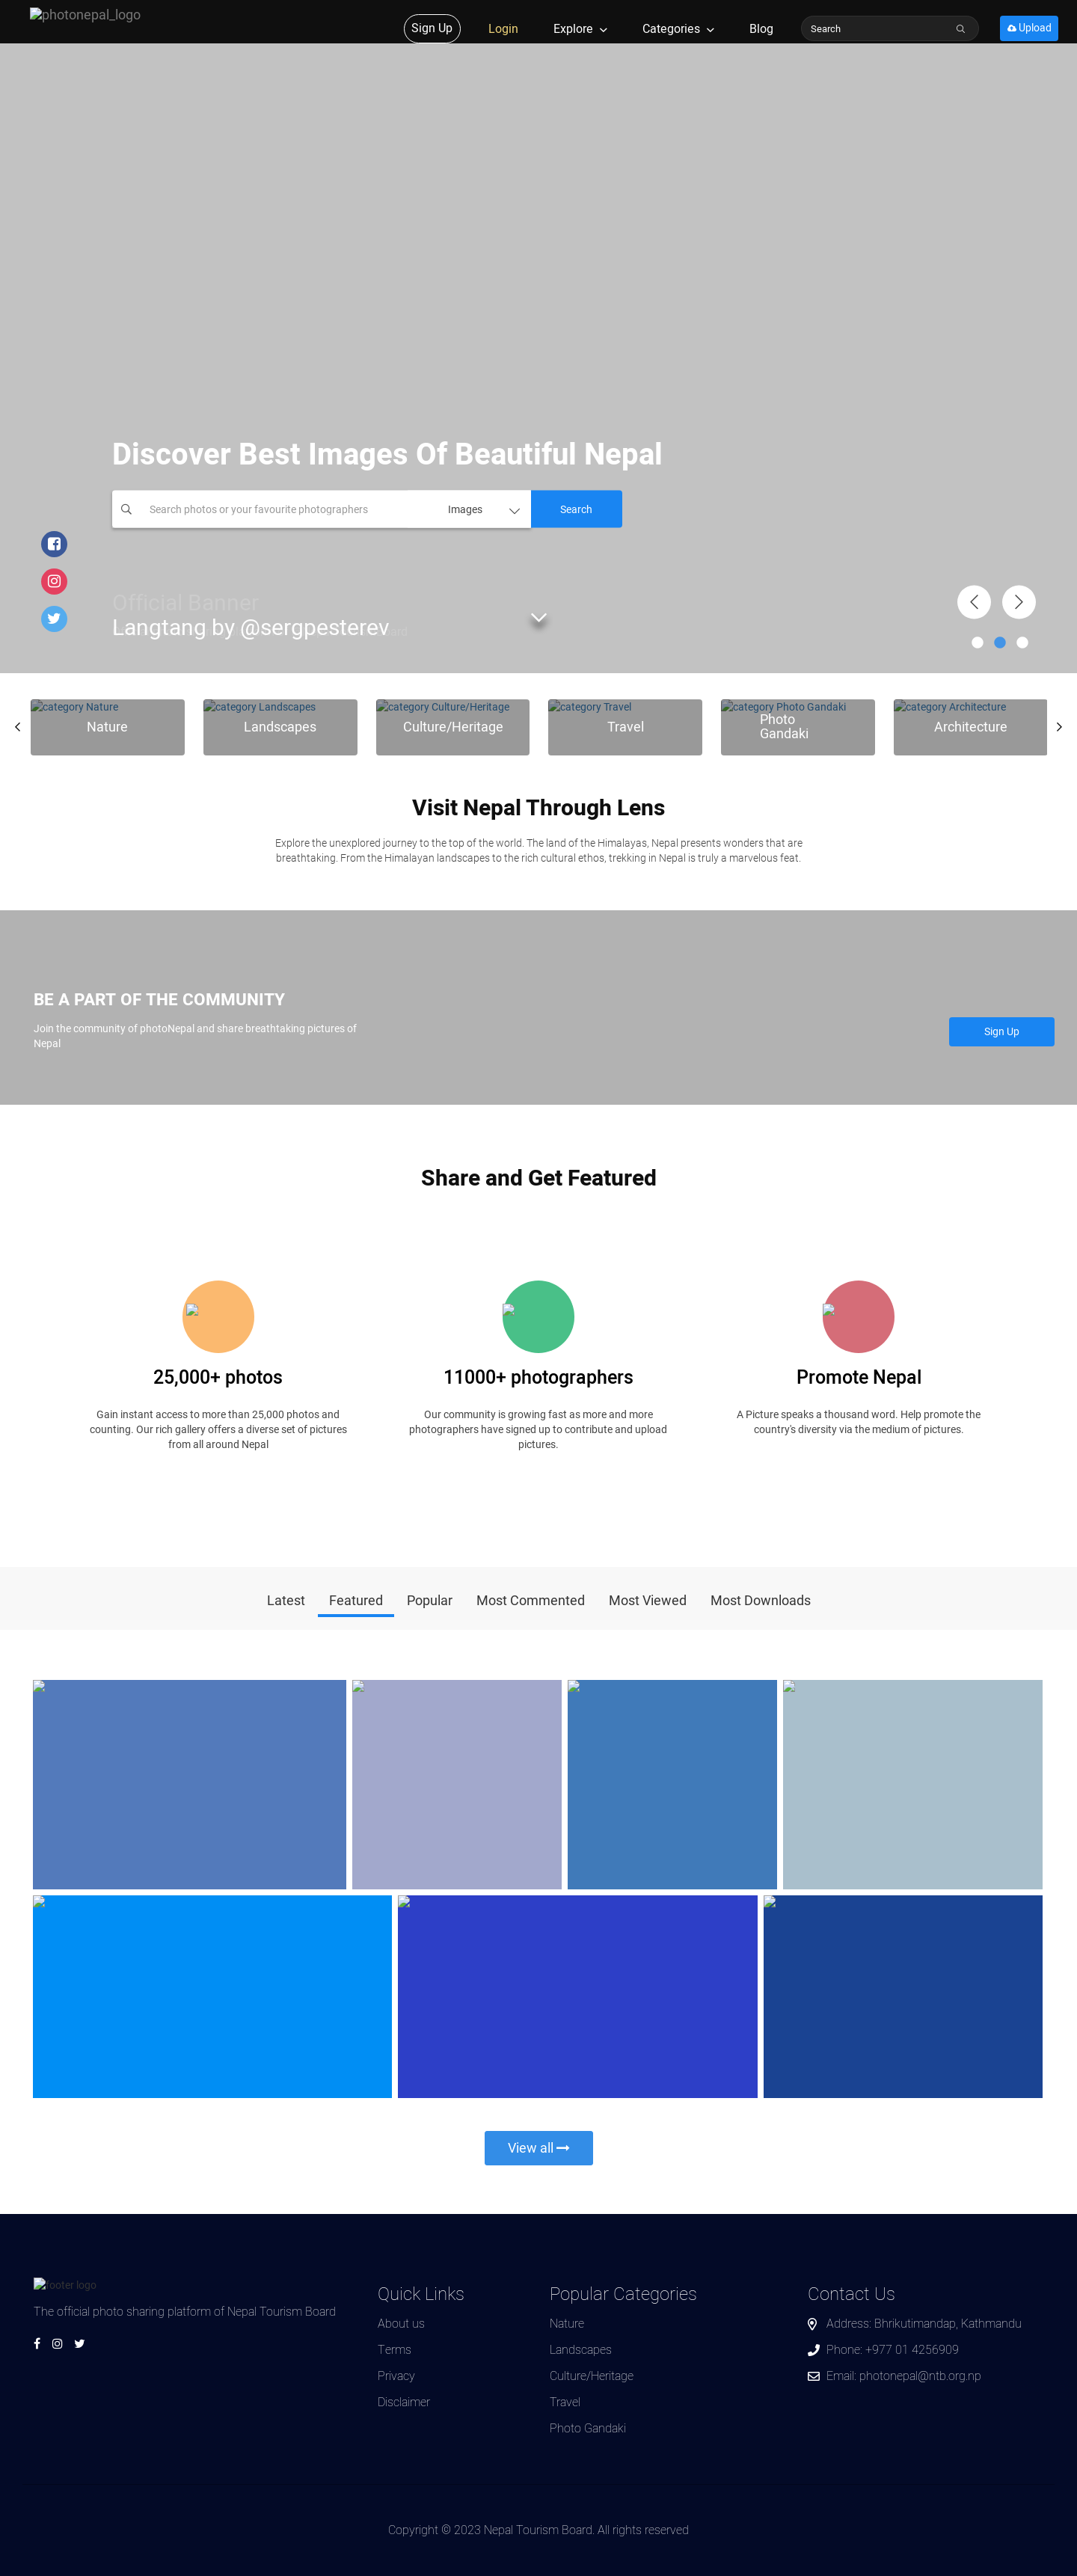 photonepal_logo
Sign Up
Login
Explore
Categories
Blog
Search
Upload
Discover Best Images Of Beautiful Nepal
Search photos or your favourite photographers
Images
Search
Official Banner
Langtang by @sergpesterev
category Nature
Nature
category Landscapes
Landscapes
category Culture/Heritage
Culture/Heritage
category Travel
Travel
category Photo Gandaki
Photo
Gandaki
category Architecture
Architecture
Visit Nepal Through Lens
Explore the unexplored journey to the top of the world. The land of the Himalayas, Nepal presents wonders that are
breathtaking. From the Himalayan landscapes to the rich cultural ethos, trekking in Nepal is truly a marvelous feat.
BE A PART OF THE COMMUNITY
Join the community of photoNepal and share breathtaking pictures of
Nepal
Sign Up
Share and Get Featured
25,000+ photos
Gain instant access to more than 25,000 photos and
counting. Our rich gallery offers a diverse set of pictures
from all around Nepal
11000+ photographers
Our community is growing fast as more and more
photographers have signed up to contribute and upload
pictures.
Promote Nepal
A Picture speaks a thousand word. Help promote the
country's diversity via the medium of pictures.
Latest
Featured
Popular
Most Commented
Most Viewed
Most Downloads
View all
footer logo
The official photo sharing platform of Nepal Tourism Board
Quick Links
About us
Terms
Privacy
Disclaimer
Popular Categories
Nature
Landscapes
Culture/Heritage
Travel
Photo Gandaki
Contact Us
Address: Bhrikutimandap, Kathmandu
Phone: +977 01 4256909
Email: photonepal@ntb.org.np
Copyright © 2023 Nepal Tourism Board. All rights reserved